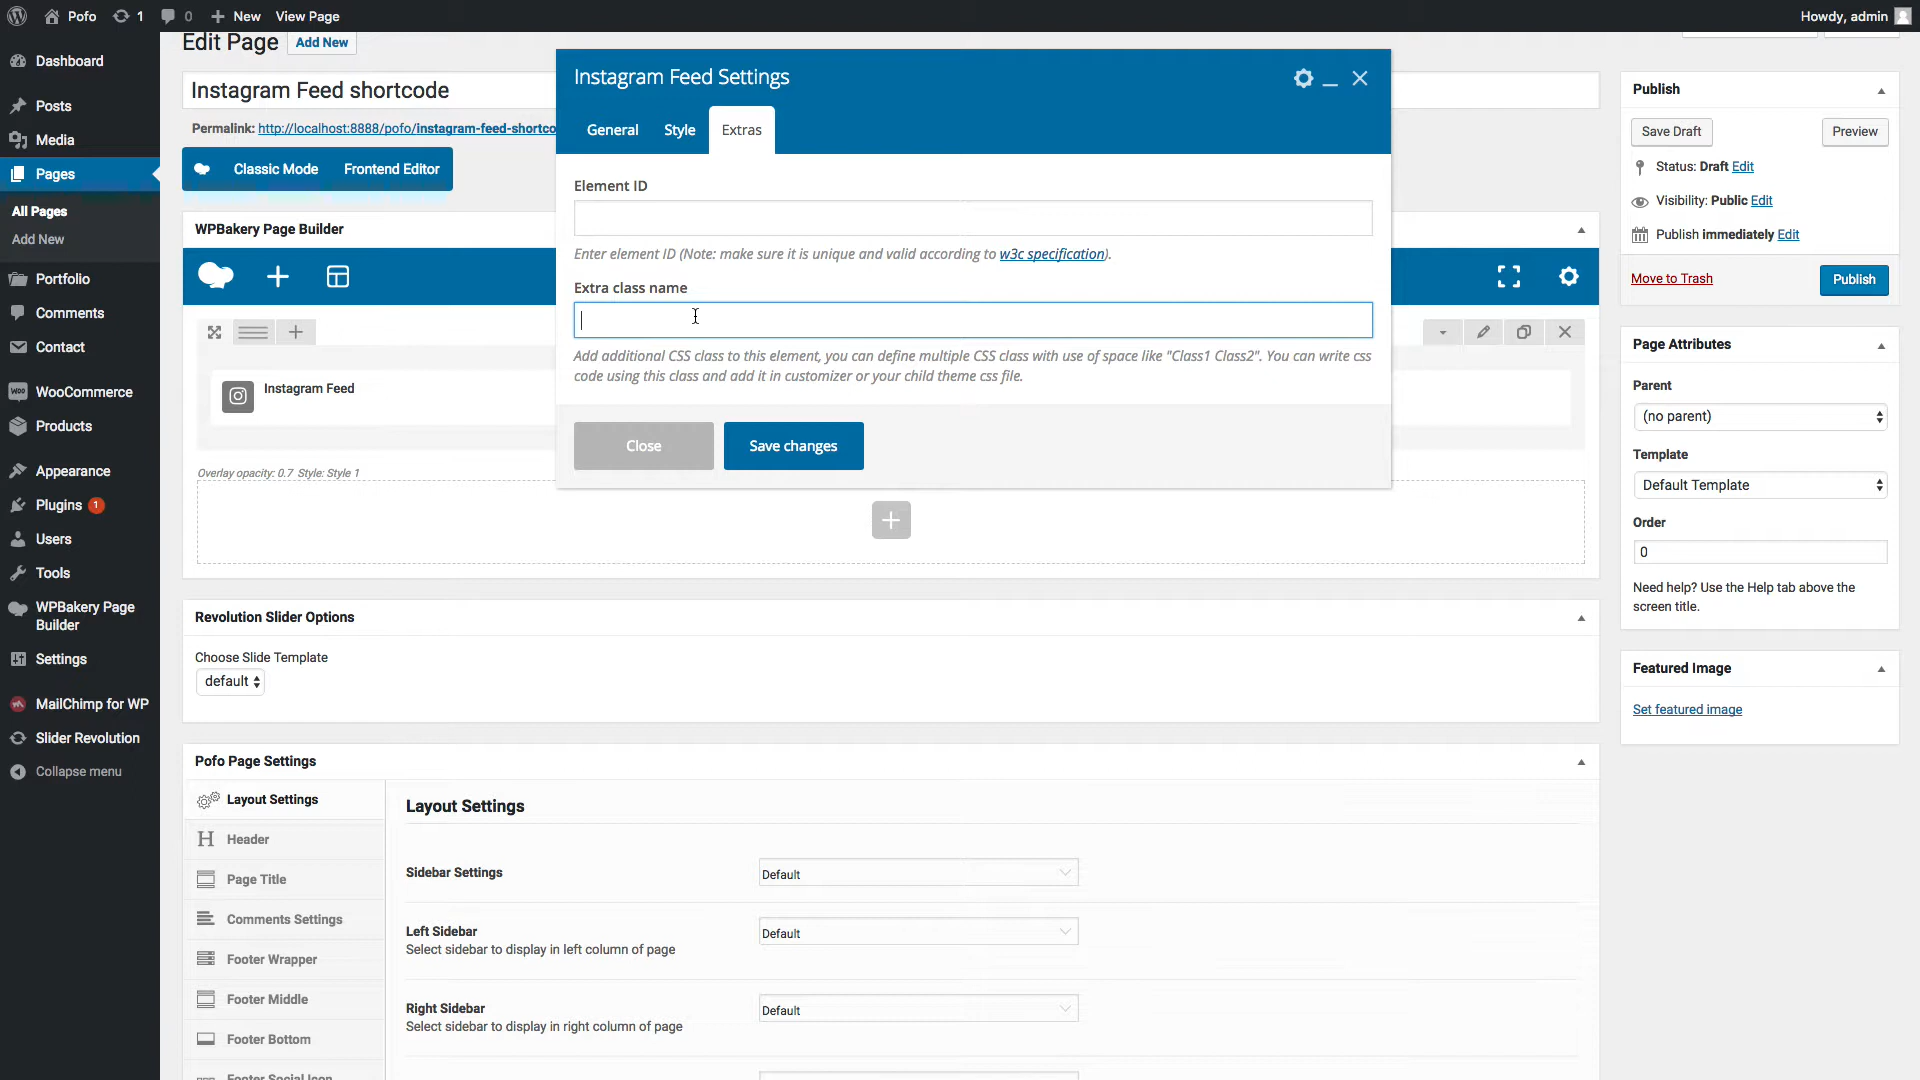 Pofo 1 0 New View Page Howdy, admin
Dashboard
Posts
Media
Pages
All Pages
Add New
Portfolio
Comments
Contact
WooCommerce
Products
Appearance
Plugins 1
Users
Tools
WPBakery Page
Builder
Settings
MailChimp for WP
Slider Revolution
Collapse menu
Edit Page Add New
Instagram Feed shortcode
Permalink: http://localhost:8888/pofo/instagram-feed-shortco
Classic Mode Frontend Editor
WPBakery Page Builder
Instagram Feed
Overlay opacity: 0.7 Style: Style 1
Instagram Feed Settings
General Style Extras
Element ID
Enter element ID (Note: make sure it is unique and valid according to w3c specification).
Extra class name
Add additional CSS class to this element, you can define multiple CSS class with use of space like "Class1 Class2". You can write css
code using this class and add it in customizer or your child theme css file.
Close Save changes
Revolution Slider Options
Choose Slide Template
default
Pofo Page Settings
Layout Settings
Header
Page Title
Comments Settings
Footer Wrapper
Footer Middle
Footer Bottom
Footer Social Icon
Layout Settings
Sidebar Settings Default
Left Sidebar Default
Select sidebar to display in left column of page
Right Sidebar Default
Select sidebar to display in right column of page
Publish
Save Draft Preview
Status: Draft Edit
Visibility: Public Edit
Publish immediately Edit
Move to Trash Publish
Page Attributes
Parent
(no parent)
Template
Default Template
Order
0
Need help? Use the Help tab above the
screen title.
Featured Image
Set featured image